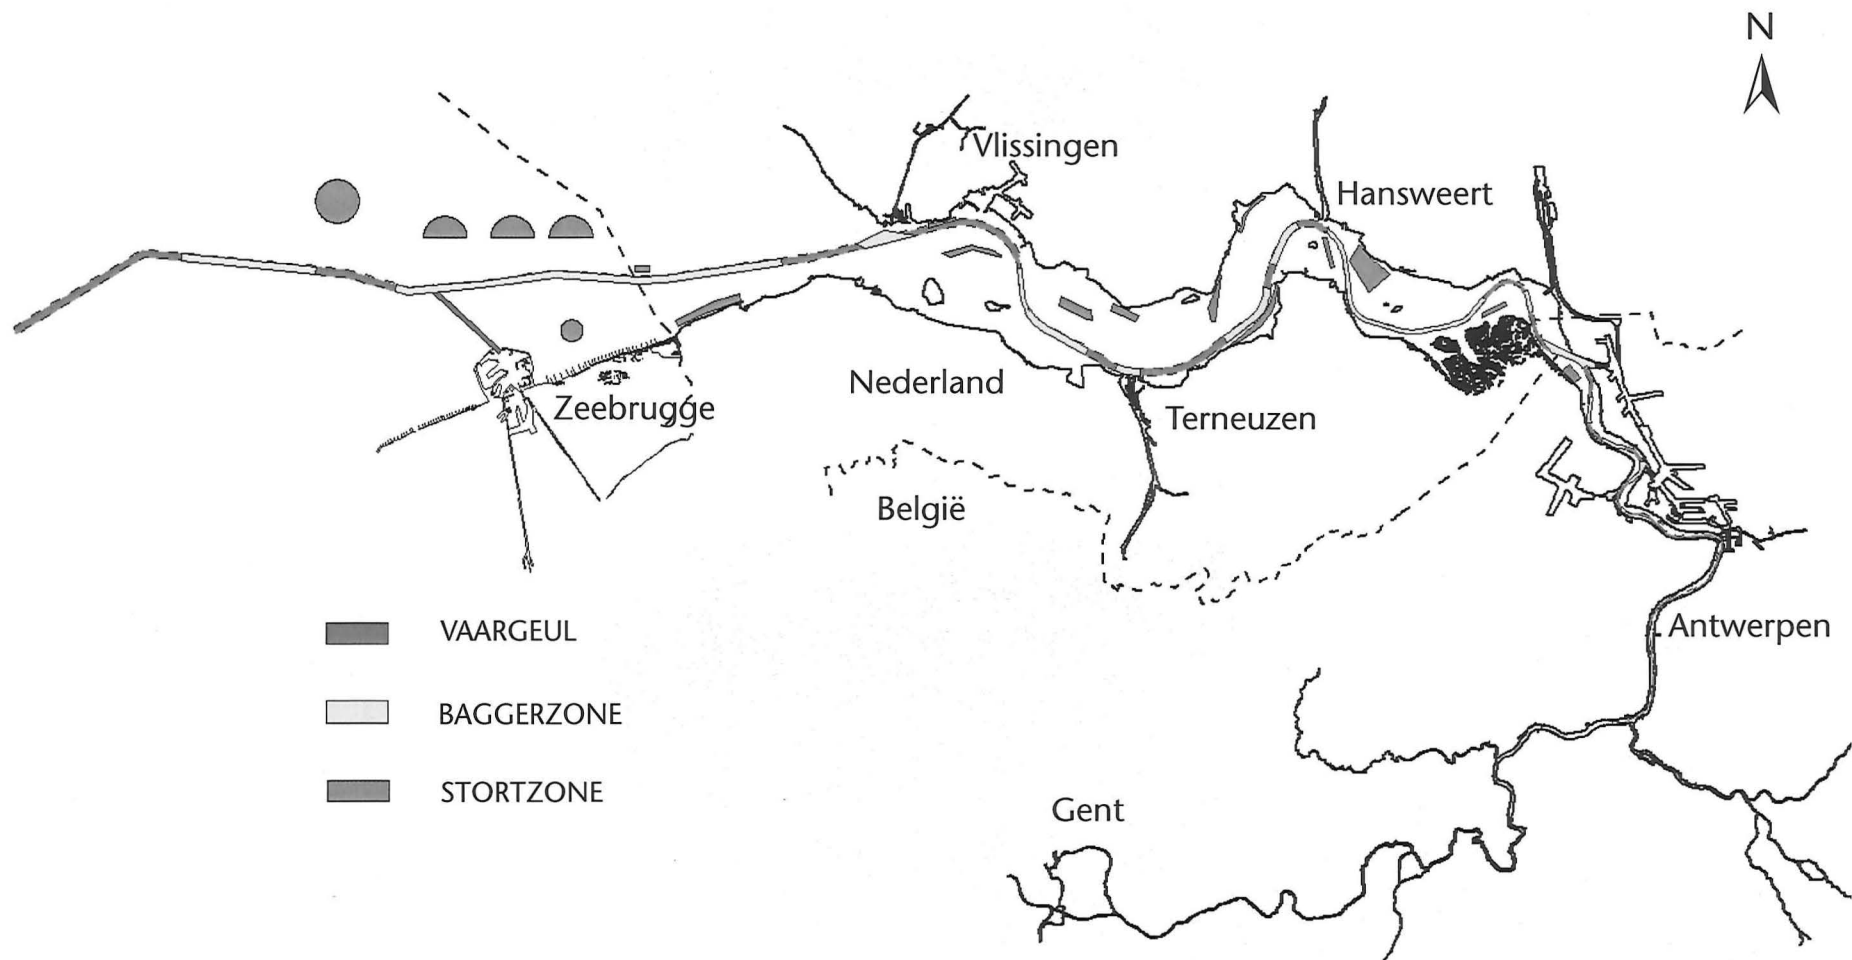 N
Vlissingen
Hansweert
Nederland
Zeebrugge
Terneuzen
België
VAARGEUL
Antwerpen
BAGGERZONE
STORTZONE
Gent